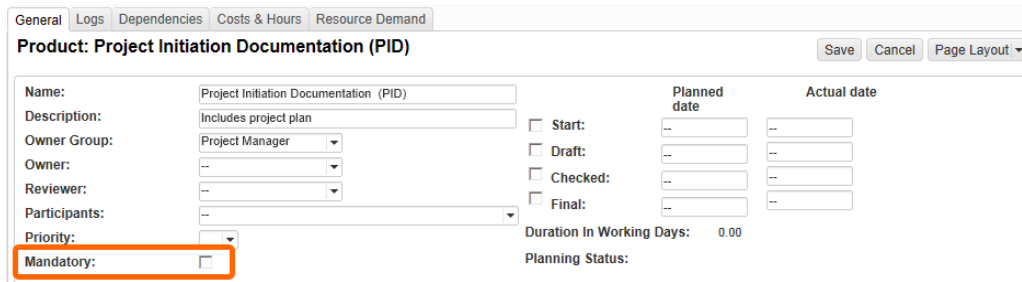 General Logs Dependencies Costs & Hours Resource Demand
Product: Project Initiation Documentation (PID)
Save Cancel Page Layout
Name: Project Initiation Documentation (PID)
Description: Includes project plan
Owner Group: Project Manager
Owner: --
Reviewer: --
Participants: --
Priority:
Mandatory:
Planned date Actual date
Start: -- --
Draft: -- --
Checked: -- --
Final: -- --
Duration In Working Days: 0.00
Planning Status: